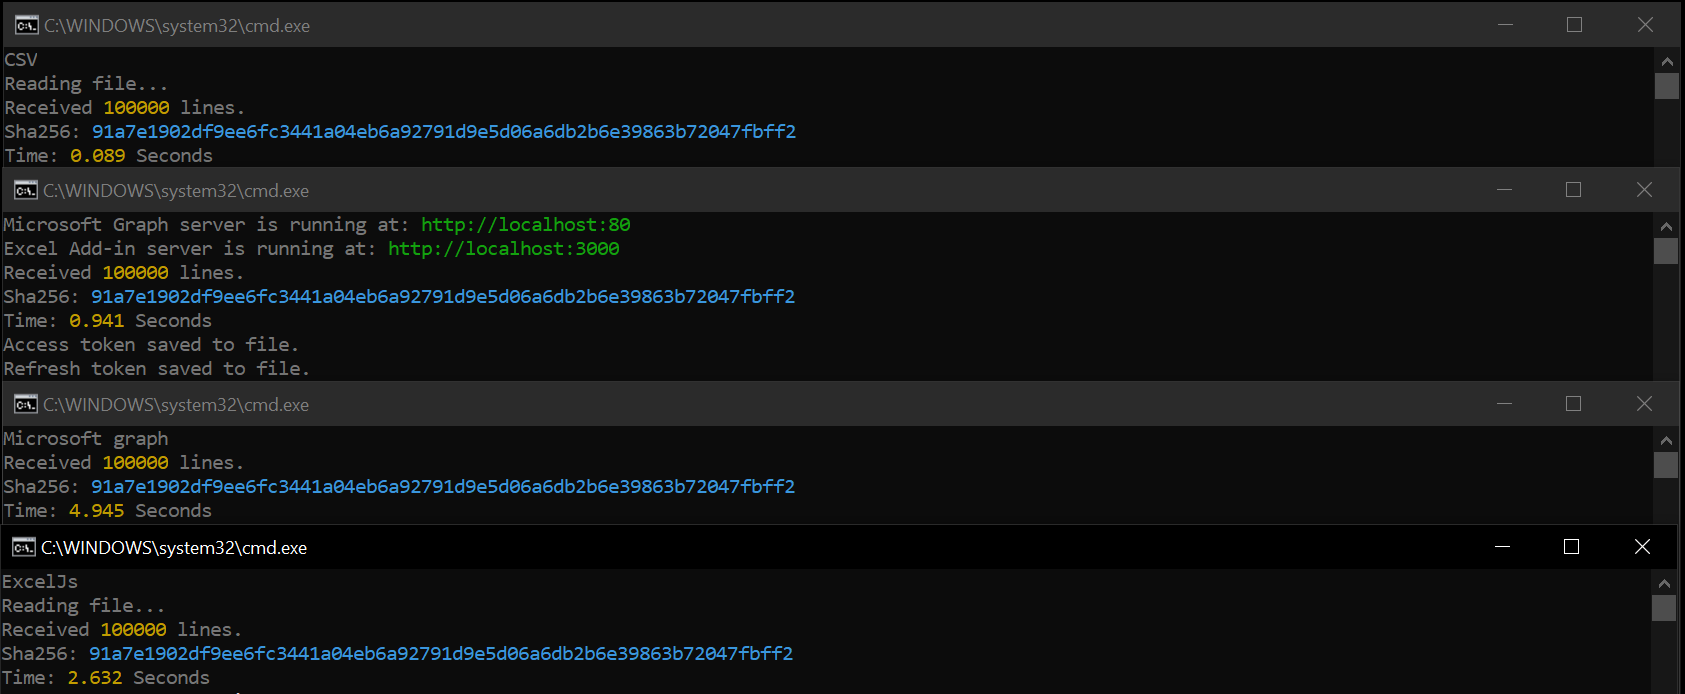 C:\WINDOWS\system32\cmd.exe
CSV
Reading file...
Received 100000 lines.
Sha256: 91a7e1902df9ee6fc3441a04eb6a92791d9e5d06a6db2b6e39863b72047fbff2
Time: 0.089 Seconds
C:\WINDOWS\system32\cmd.exe
Microsoft Graph server is running at: http://localhost:80
Excel Add-in server is running at: http://localhost:3000
Received 100000 lines.
Sha256: 91a7e1902df9ee6fc3441a04eb6a92791d9e5d06a6db2b6e39863b72047fbff2
Time: 0.941 Seconds
Access token saved to file.
Refresh token saved to file.
C:\WINDOWS\system32\cmd.exe
Microsoft graph
Received 100000 lines.
Sha256: 91a7e1902df9ee6fc3441a04eb6a92791d9e5d06a6db2b6e39863b72047fbff2
Time: 4.945 Seconds
C:\WINDOWS\system32\cmd.exe
ExcelJs
Reading file...
Received 100000 lines.
Sha256: 91a7e1902df9ee6fc3441a04eb6a92791d9e5d06a6db2b6e39863b72047fbff2
Time: 2.632 Seconds